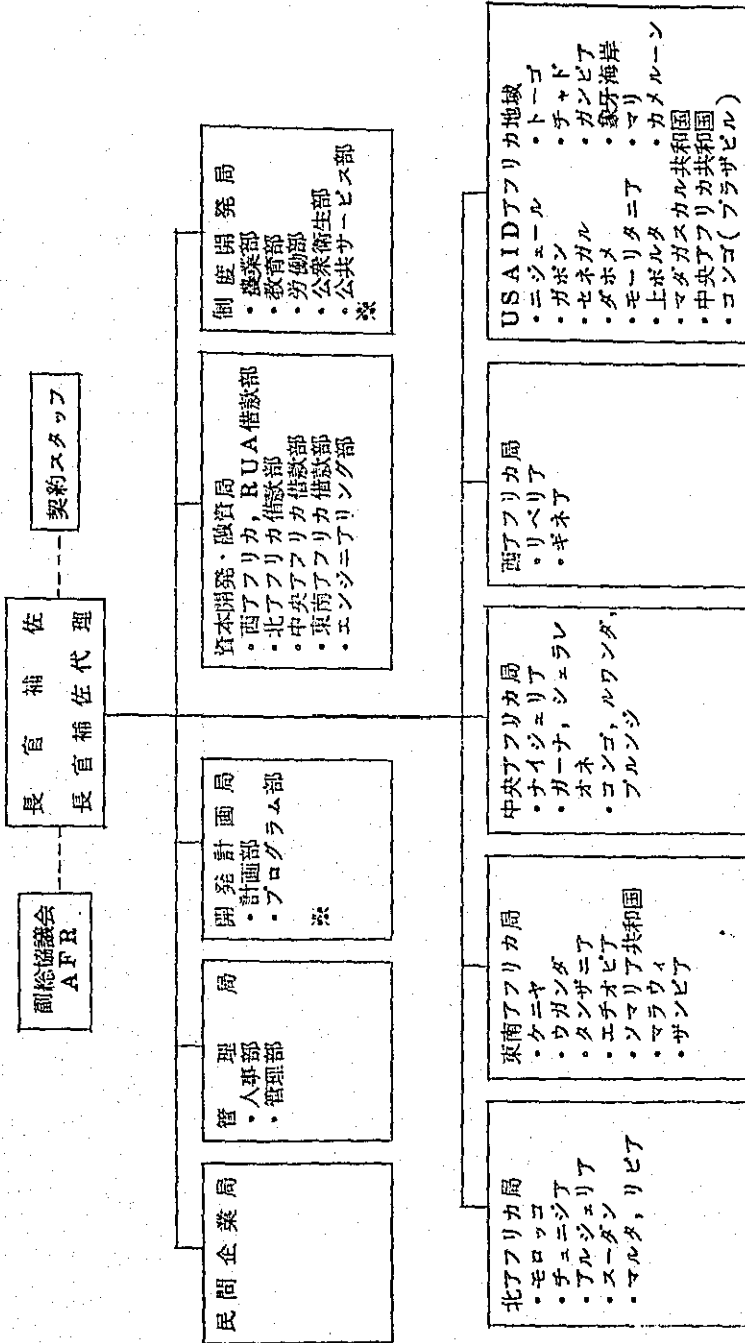 副総協議会
AFR
長官補佐
長官補佐代理
契約スタッフ
民間企業局
管理局
・人事部
・管理部
開発計画局
・計画部
・プログラム部
※
資本開発・融資局
・西アフリカ, RUA借款部
・北アフリカ借款部
・中央アフリカ借款部
・東南アフリカ借款部
・エンジニアリング部
制度開発局
・農業部
・教育部
・労働部
・公衆衛生部
・公共サービス部
※
北アフリカ局
・モロッコ
・チュニジア
・アルジェリア
・スーダン
・マルタ, リビア
東南アフリカ局
・ケニヤ
・ウガンダ
・タンザニア
・エチオピア
・ソマリア共和国
・マラウィ
・ザンビア
中央アフリカ局
・ナイジェリア
・ガーナ, シェラレ
オネ
・コンゴ, ルワンダ,
ブルンジ
西アフリカ局
・リベリア
・ギネア
USAIDアフリカ地域
・ニジェール ・トーゴ
・ガボン ・チャド
・セネガル ・ガンビア
・ダホメ ・象牙海岸
・モーリタニア ・マリ
・上ボルタ ・カメルーン
・マダガスカル共和国
・中央アフリカ共和国
・コンゴ(ブラザビル)